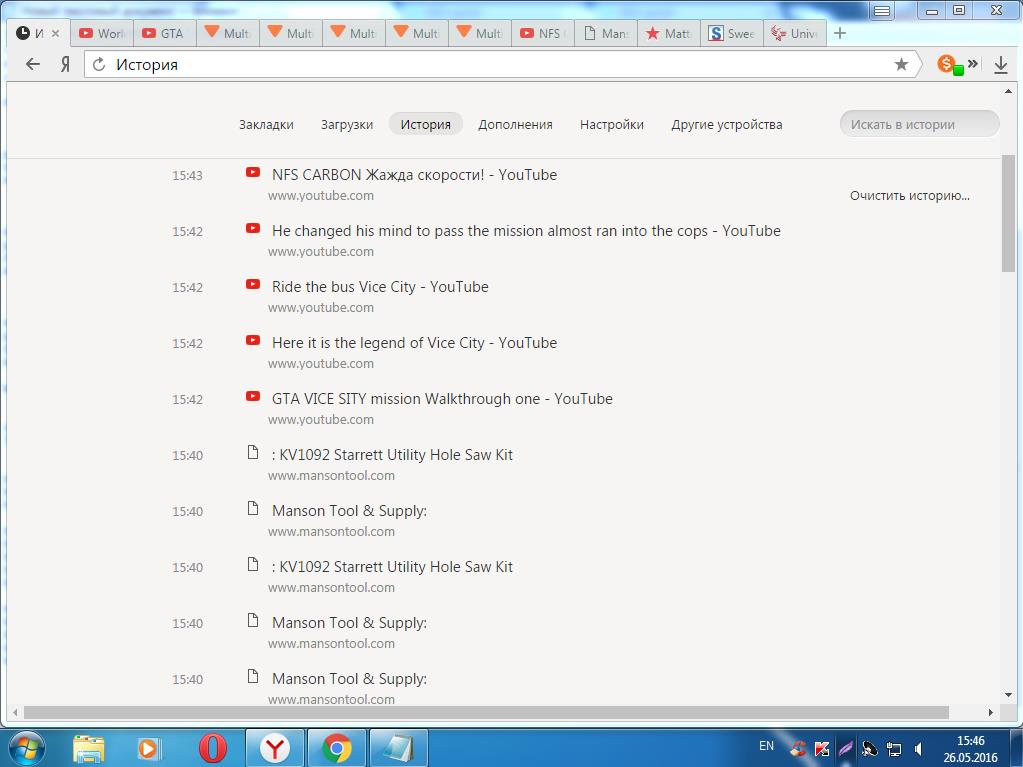 И
Worl
GTA
Mult
Multi
Mult
Multi
Mult
NFS
Mans
Matt
Swee
Unive
Я
История
Закладки Загрузки История Дополнения Настройки Другие устройства Искать в истории
Очистить историю...
15:43 NFS CARBON Жажда скорости! - YouTube
www.youtube.com
15:42 He changed his mind to pass the mission almost ran into the cops - YouTube
www.youtube.com
15:42 Ride the bus Vice City - YouTube
www.youtube.com
15:42 Here it is the legend of Vice City - YouTube
www.youtube.com
15:42 GTA VICE SITY mission Walkthrough one - YouTube
www.youtube.com
15:40 : KV1092 Starrett Utility Hole Saw Kit
www.mansontool.com
15:40 Manson Tool & Supply:
www.mansontool.com
15:40 : KV1092 Starrett Utility Hole Saw Kit
www.mansontool.com
15:40 Manson Tool & Supply:
www.mansontool.com
15:40 Manson Tool & Supply:
www.mansontool.com
EN
15:46
26.05.2016